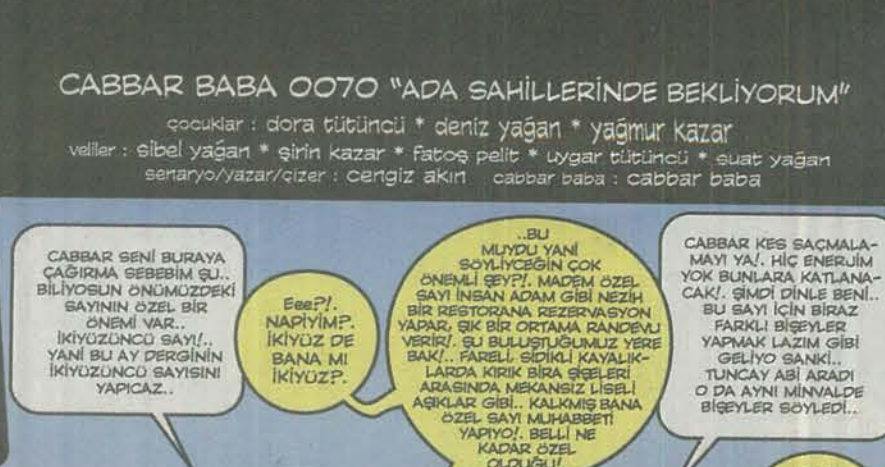 CABBAR BABA 0070 "ADA SAHİLLERİNDE BEKLİYORUM"
çocuklar : dora tütüncü * deniz yağan * yağmur kazar
veliler : sibel yağan * şirin kazar * fatoş pelit * uygar tütüncü * suat yağan
senaryo/yazar/çizer : cengiz akın cabbar baba : cabbar baba
CABBAR SENİ BURAYA
ÇAĞIRMA SEBEBİM ŞU..
BİLİYOSUN ÖNÜMÜZDEKİ
SAYININ ÖZEL BİR
ÖNEMİ VAR..
İKİYÜZÜNCÜ SAYI!..
YANİ BU AY DERGİNİN
İKİYÜZÜNCÜ SAYISINI
YAPICAZ..
Eee?!.
NAPİYİM?.
İKİYÜZ DE
BANA MI
İKİYÜZ?.
..BU
MUYDU YANİ
SÖYLİYCEĞİN ÇOK
ÖNEMLİ ŞEY?!. MADEM ÖZEL
SAYI İNSAN ADAM GİBİ NEZİH
BİR RESTORANA REZERVASYON
YAPAR, ŞIK BİR ORTAMA RANDEVU
VERİR!. ŞU BULUŞTUĞUMUZ YERE
BAK!.. FARELİ, SİDİKLİ KAYALIK-
LARDA KIRIK BİRA ŞİŞELERİ
ARASINDA MEKANSIZ LİSELİ
AŞIKLAR GİBİ.. KALKMIŞ BANA
ÖZEL SAYI MUHABBETİ
YAPIYO!. BELLİ NE
KADAR ÖZEL
OLDUĞU!..
CABBAR KES SAÇMALA-
MAYI YA!. HİÇ ENERJİM
YOK BUNLARA KATLANA-
CAK!. ŞİMDİ DİNLE BENİ..
BU SAYI İÇİN BİRAZ
FARKLI BİŞEYLER
YAPMAK LAZIM GİBİ
GELİYO SANKİ..
TUNCAY ABİ ARADI
O DA AYNI MİNVALDE
BİŞEYLER SÖYLEDİ..